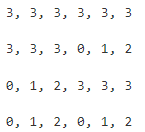 3, 3, 3, 3, 3, 3
3, 3, 3, 0, 1, 2
0, 1, 2, 3, 3, 3
0, 1, 2, 0, 1, 2